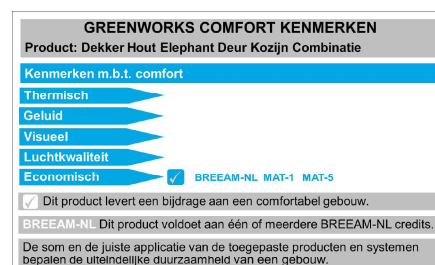 GREENWORKS COMFORT KENMERKEN
Product: Dekker Hout Elephant Deur Kozijn Combinatie
Kenmerken m.b.t. comfort
Thermisch
Geluid
Visueel
Luchtkwaliteit
Economisch BREEAM-NL MAT-1 MAT-5
Dit product levert een bijdrage aan een comfortabel gebouw.
BREEAM-NL Dit product voldoet aan één of meerdere BREEAM-NL credits.
De som en de juiste applicatie van de toegepaste producten en systemen
bepalen de uiteindelijke duurzaamheid van een gebouw.